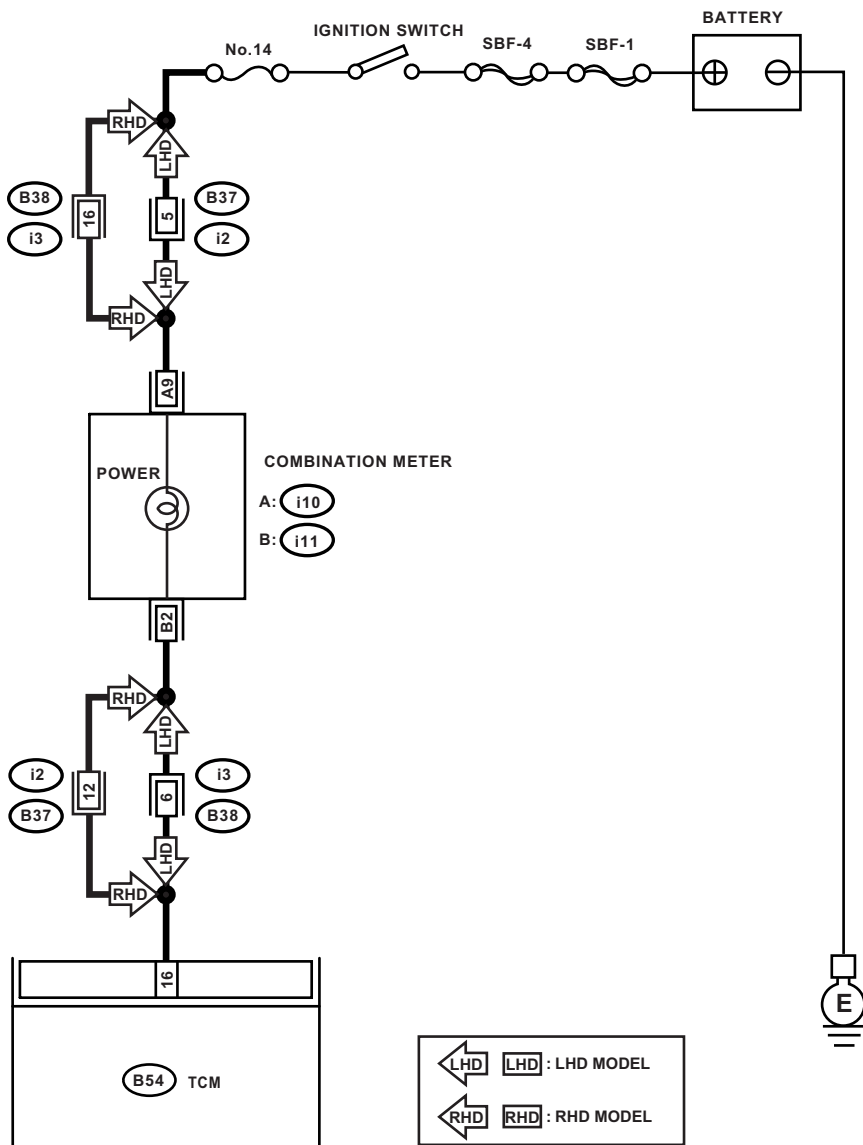 BATTERY
IGNITION SWITCH
No.14
SBF-4
SBF-1
RHD
LHD
B38
16
5
B37
i3
i2
LHD
RHD
A9
POWER
COMBINATION METER
A: i10
B: i11
B2
RHD
LHD
i2
12
6
i3
B37
B38
LHD
RHD
16
E
B54 TCM
LHD LHD : LHD MODEL
RHD RHD : RHD MODEL